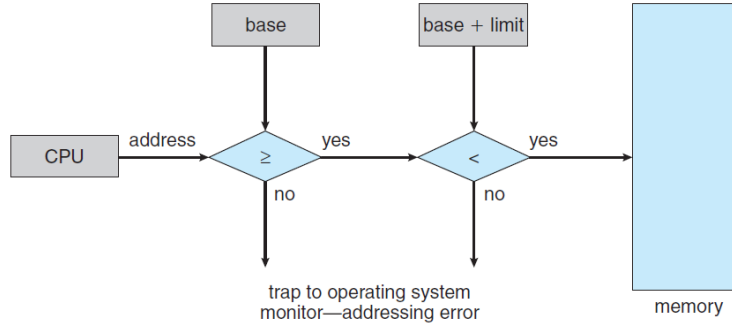 base
base + limit
CPU
address
≥
yes
<
yes
no
no
trap to operating system
monitor—addressing error
memory